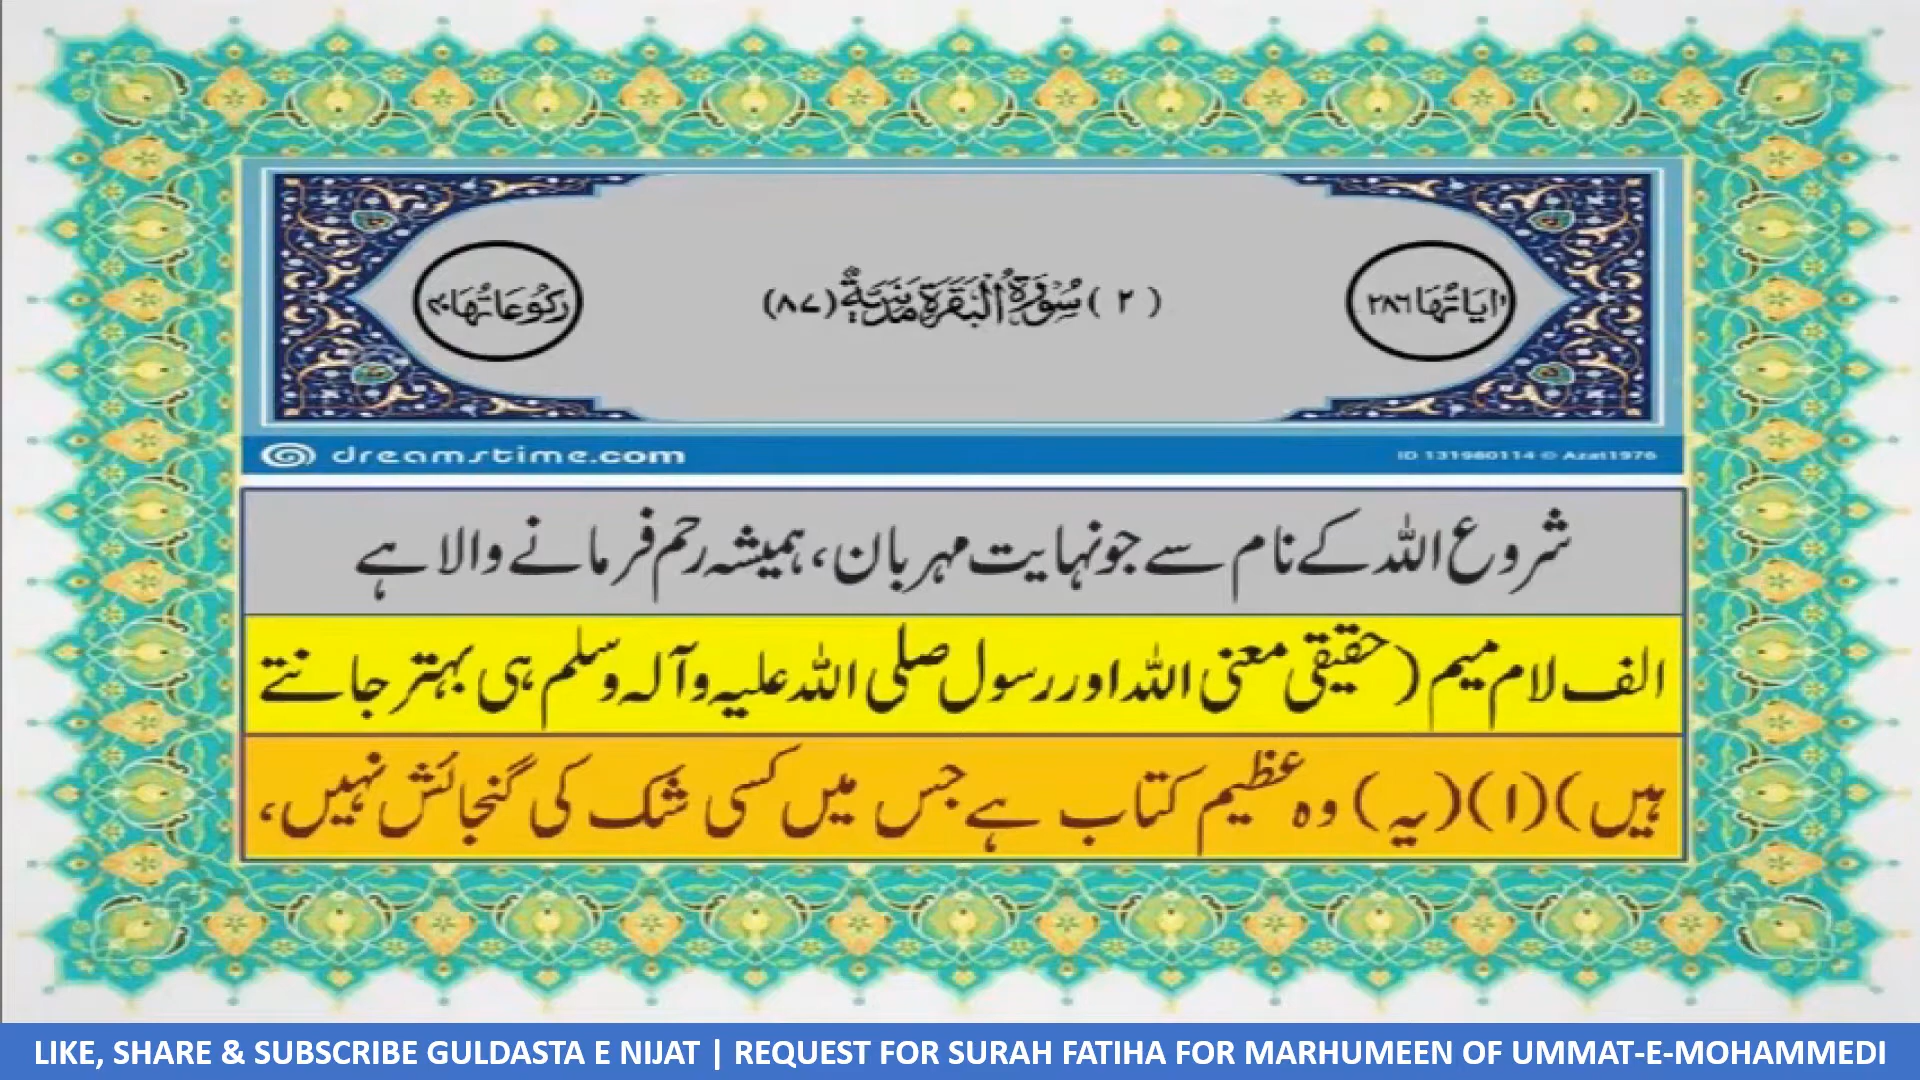 اٰیَاتُهَا ٢٨٦
( ٢ ) سُوْرَةُ الْبَقَرَةِ مَدَنِیَّةٌ (٨٧)
رُكُوْعَاتُهَا ٤٠
dreamstime.com
ID 131980114 © Azat1976
شروع اللہ کے نام سے جو نہایت مہربان، ہمیشہ رحم فرمانے والا ہے
الف لام میم (حقیقی معنی اللہ اور رسول صلی اللہ علیہ وآلہ وسلم ہی بہتر جانتے
ہیں)(۱)(یہ) وہ عظیم کتاب ہے جس میں کسی شک کی گنجائش نہیں،
LIKE, SHARE & SUBSCRIBE GULDASTA E NIJAT | REQUEST FOR SURAH FATIHA FOR MARHUMEEN OF UMMAT-E-MOHAMMEDI